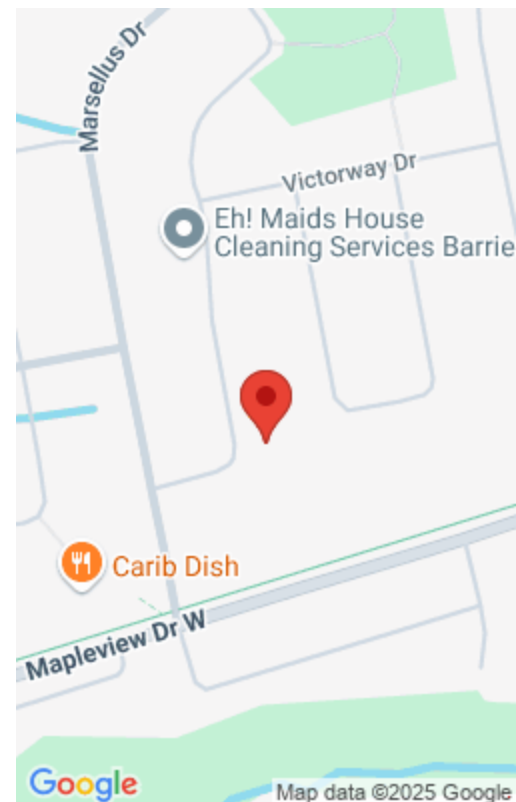 Marsellus Dr
Victorway Dr
Eh! Maids House
Cleaning Services Barrie
Carib Dish
Mapleview Dr W
Google
Map data ©2025 Google